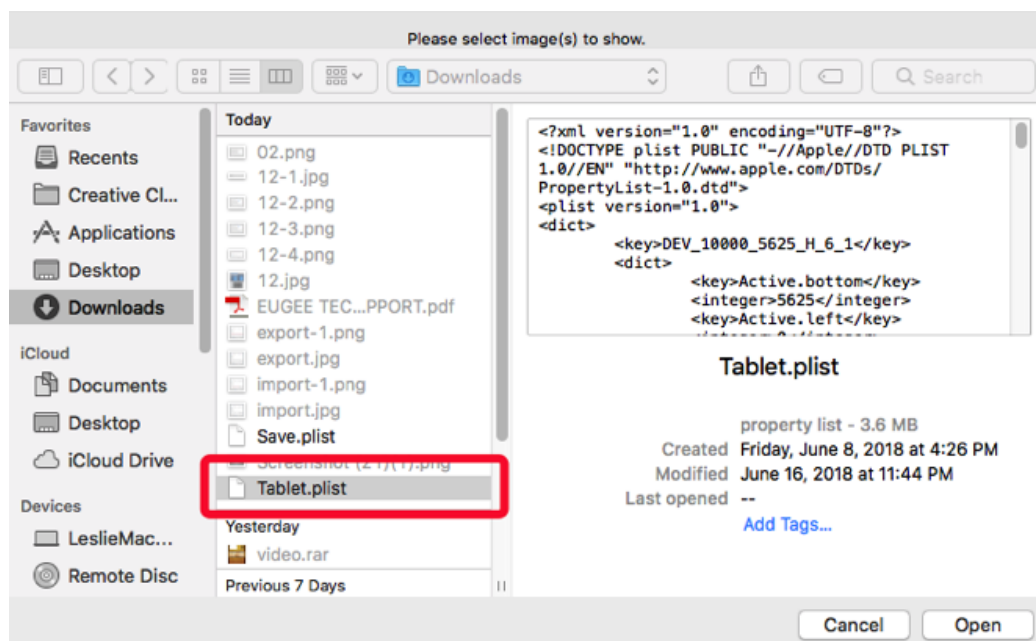 Please select image(s) to show.
Downloads
Search
Favorites
Recents
Creative Cl...
Applications
Desktop
Downloads
iCloud
Documents
Desktop
iCloud Drive
Devices
LeslieMac...
Remote Disc
Today
02.png
12-1.jpg
12-2.png
12-3.png
12-4.png
12.jpg
EUGEE TEC...PPORT.pdf
export-1.png
export.jpg
import-1.png
import.jpg
Save.plist
Screenshot (21)(1).png
Tablet.plist
Yesterday
video.rar
Previous 7 Days
<?xml version="1.0" encoding="UTF-8"?>
<!DOCTYPE plist PUBLIC "-//Apple//DTD PLIST
1.0//EN" "http://www.apple.com/DTDs/
PropertyList-1.0.dtd">
<plist version="1.0">
<dict>
<key>DEV_10000_5625_H_6_1</key>
<dict>
<key>Active.bottom</key>
<integer>5625</integer>
<key>Active.left</key>
Tablet.plist
property list - 3.6 MB
Created Friday, June 8, 2018 at 4:26 PM
Modified June 16, 2018 at 11:44 PM
Last opened --
Add Tags...
Cancel
Open